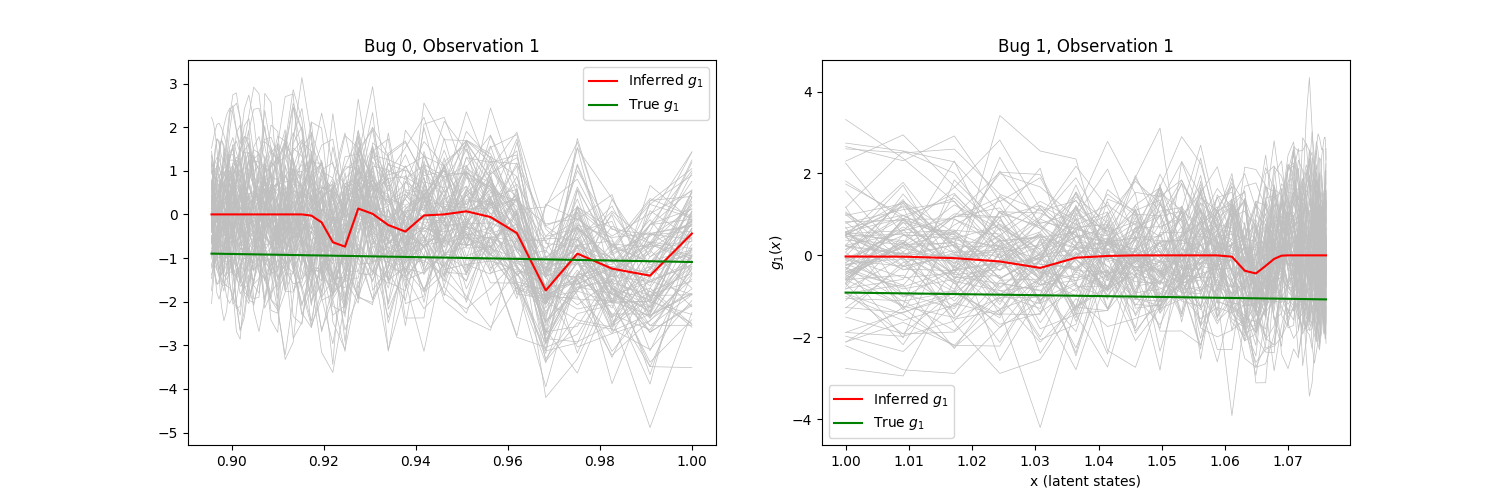 Bug 0, Observation 1
3
2
1
0
−1
−2
−3
−4
−5
0.90 0.92 0.94 0.96 0.98 1.00
Inferred g₁
True g₁
Bug 1, Observation 1
g₁(x)
4
2
0
−2
−4
Inferred g₁
True g₁
1.00 1.01 1.02 1.03 1.04 1.05 1.06 1.07
x (latent states)